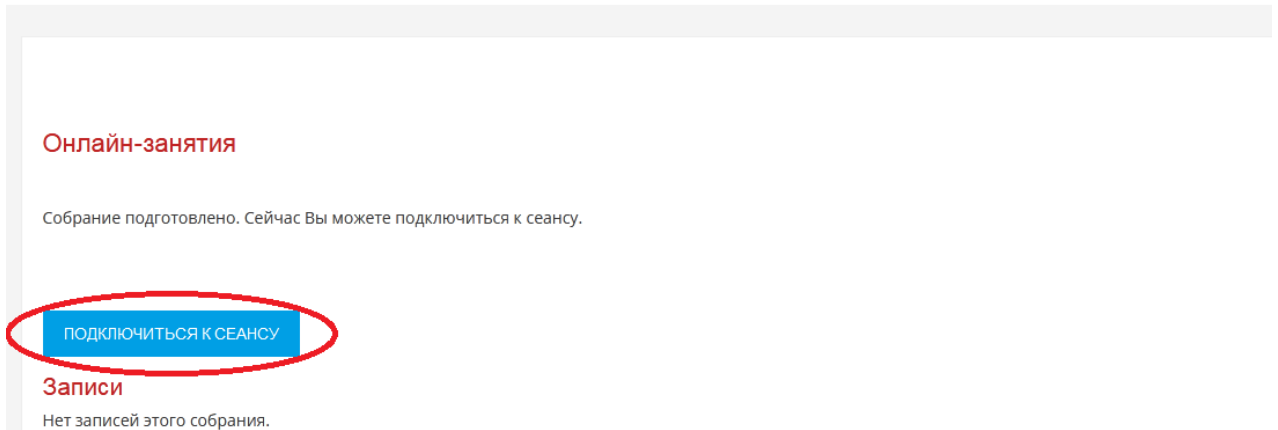 Онлайн-занятия
Собрание подготовлено. Сейчас Вы можете подключиться к сеансу.
ПОДКЛЮЧИТЬСЯ К СЕАНСУ
Записи
Нет записей этого собрания.